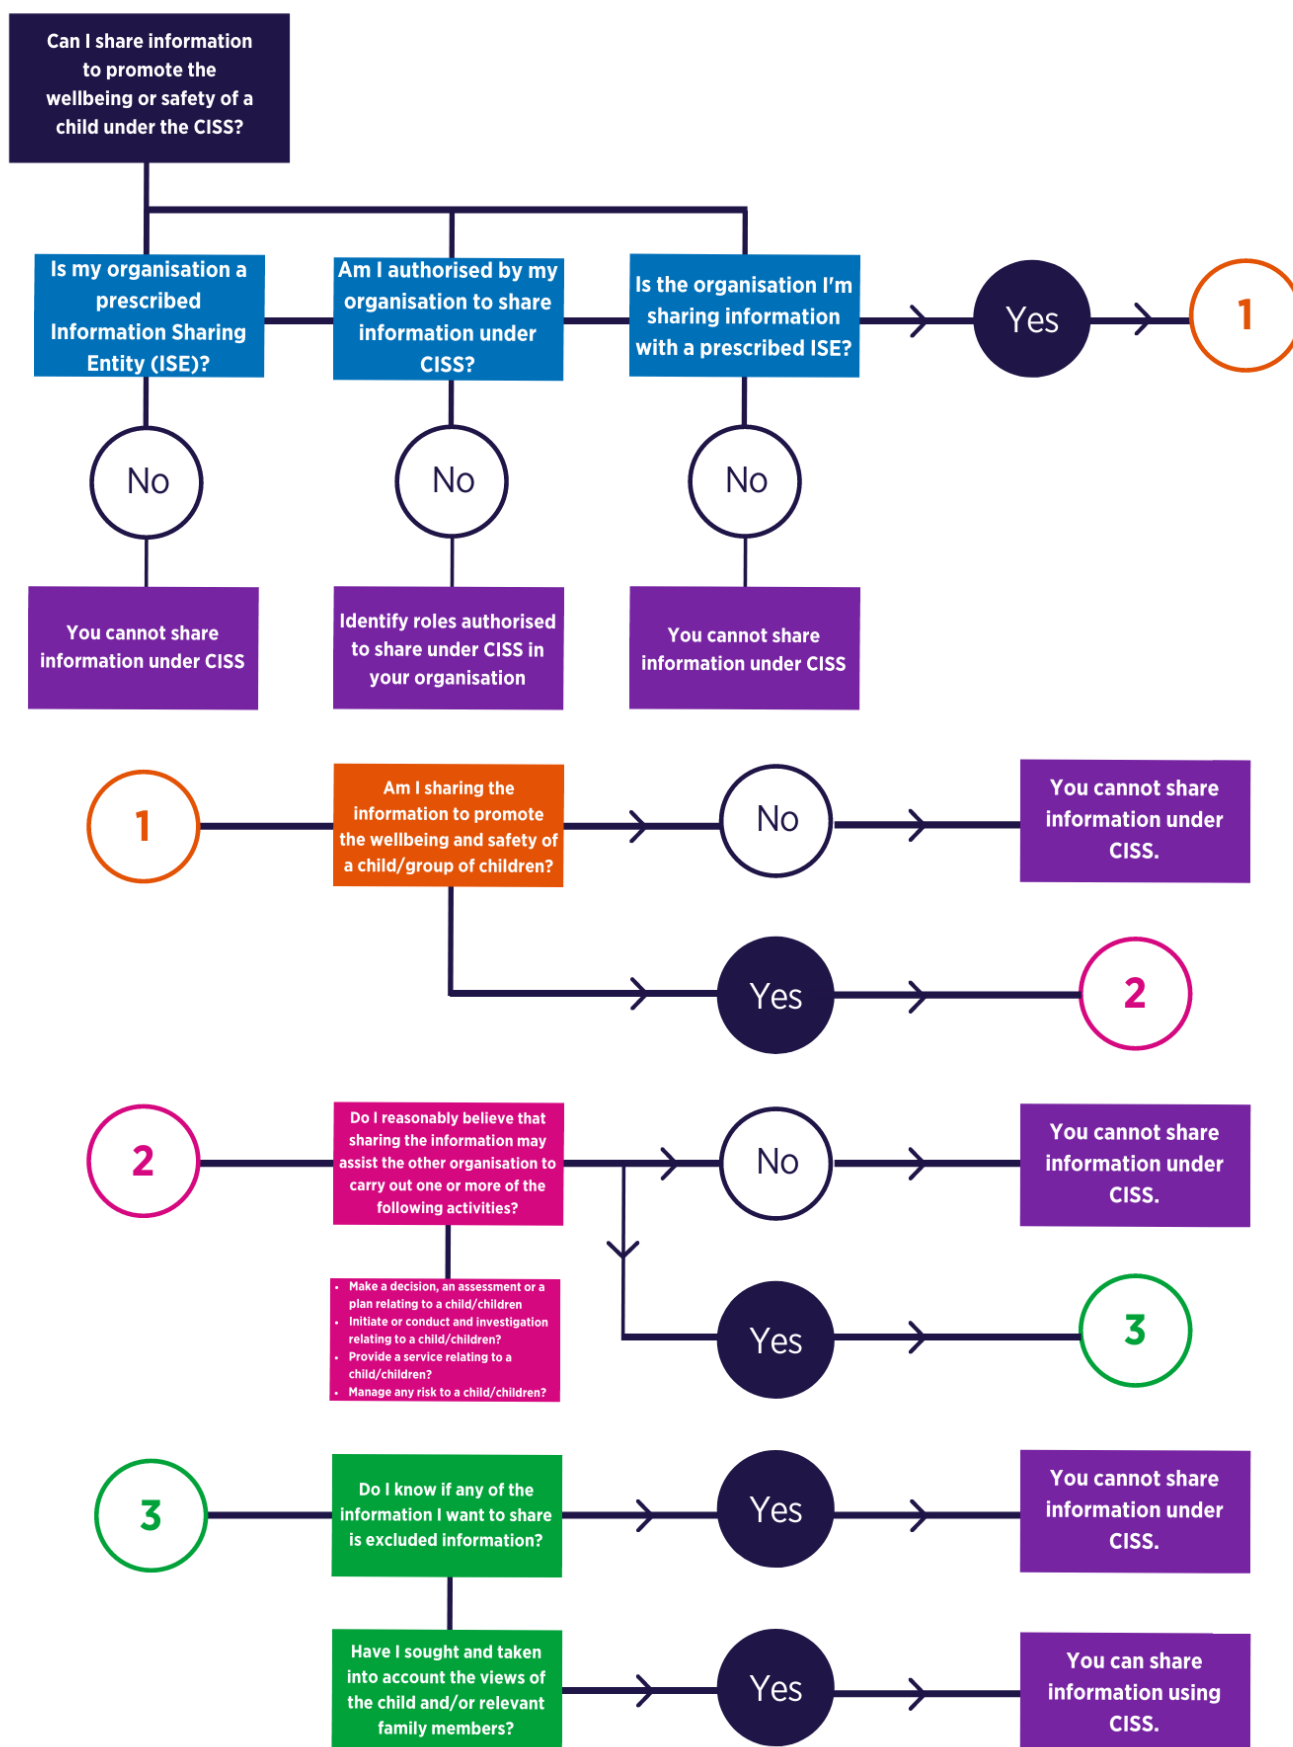 Can I share information
to promote the
wellbeing or safety of a
child under the CISS?
Is my organisation a
prescribed
Information Sharing
Entity (ISE)?
Am I authorised by my
organisation to share
information under
CISS?
Is the organisation I'm
sharing information
with a prescribed ISE?
Yes
1
No
No
No
You cannot share
information under CISS
Identify roles authorised
to share under CISS in
your organisation
You cannot share
information under CISS
1
Am I sharing the
information to promote
the wellbeing and safety of
a child/group of children?
No
You cannot share
information under
CISS.
Yes
2
2
Do I reasonably believe that
sharing the information may
assist the other organisation to
carry out one or more of the
following activities?
No
You cannot share
information under
CISS.
• Make a decision, an assessment or a
plan relating to a child/children
• Initiate or conduct and investigation
relating to a child/children?
• Provide a service relating to a
child/children?
• Manage any risk to a child/children?
Yes
3
3
Do I know if any of the
information I want to share
is excluded information?
Yes
You cannot share
information under
CISS.
Have I sought and taken
into account the views of
the child and/or relevant
family members?
Yes
You can share
information using
CISS.